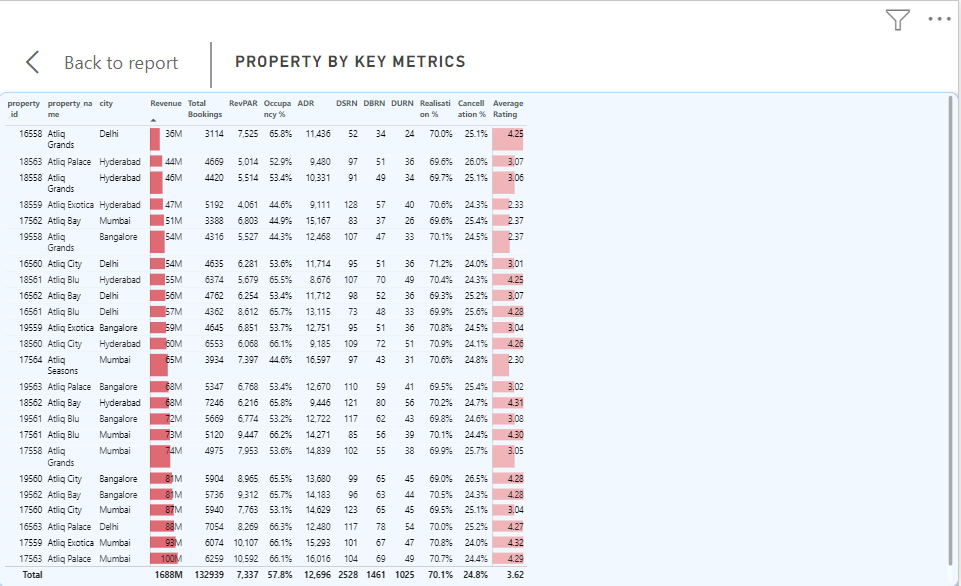 Back to report
PROPERTY BY KEY METRICS
property id property_name city Revenue Total Bookings RevPAR Occupancy % ADR DSRN DBRN DURN Realisation % Cancellation % Average Rating
16558 Atliq Grands Delhi 36M 3114 7,525 65.8% 11,436 52 34 24 70.0% 25.1% 4.25
18563 Atliq Palace Hyderabad 44M 4669 5,014 52.9% 9,480 97 51 36 69.6% 26.0% 3.07
18558 Atliq Grands Hyderabad 46M 4420 5,514 53.4% 10,331 91 49 34 69.7% 25.1% 3.06
18559 Atliq Exotica Hyderabad 47M 5192 4,061 44.6% 9,111 128 57 40 70.6% 24.3% 2.33
17562 Atliq Bay Mumbai 51M 3388 6,803 44.9% 15,167 83 37 26 69.6% 25.4% 2.37
19558 Atliq Grands Bangalore 54M 4316 5,527 44.3% 12,468 107 47 33 70.1% 24.5% 2.37
16560 Atliq City Delhi 54M 4635 6,281 53.6% 11,714 95 51 36 71.2% 24.0% 3.01
18561 Atliq Blu Hyderabad 55M 6374 5,679 65.5% 8,676 107 70 49 70.4% 24.3% 4.25
16562 Atliq Bay Delhi 56M 4762 6,254 53.4% 11,712 98 52 36 69.3% 25.2% 3.07
16561 Atliq Blu Delhi 57M 4362 8,612 65.7% 13,115 73 48 33 69.9% 25.6% 4.28
19559 Atliq Exotica Bangalore 59M 4645 6,851 53.7% 12,751 95 51 36 70.8% 24.5% 3.04
18560 Atliq City Hyderabad 60M 6553 6,068 66.1% 9,185 109 72 51 70.9% 24.1% 4.26
17564 Atliq Seasons Mumbai 65M 3934 7,397 44.6% 16,597 97 43 31 70.6% 24.8% 2.30
19563 Atliq Palace Bangalore 68M 5347 6,768 53.4% 12,670 110 59 41 69.5% 25.4% 3.02
18562 Atliq Bay Hyderabad 68M 7246 6,216 65.8% 9,446 121 80 56 70.2% 24.7% 4.31
19561 Atliq Blu Bangalore 72M 5669 6,774 53.2% 12,722 117 62 43 69.8% 24.6% 3.08
17561 Atliq Blu Mumbai 73M 5120 9,447 66.2% 14,271 85 56 39 70.1% 24.4% 4.30
17558 Atliq Grands Mumbai 74M 4975 7,953 53.6% 14,839 102 55 38 69.9% 25.7% 3.05
19560 Atliq City Bangalore 81M 5904 8,965 65.5% 13,680 99 65 45 69.0% 26.5% 4.28
19562 Atliq Bay Bangalore 81M 5736 9,312 65.7% 14,183 96 63 44 70.5% 24.3% 4.28
17560 Atliq City Mumbai 87M 5940 7,763 53.1% 14,629 123 65 45 69.5% 25.1% 3.04
16563 Atliq Palace Delhi 88M 7054 8,269 66.3% 12,480 117 78 54 70.0% 25.2% 4.27
17559 Atliq Exotica Mumbai 93M 6074 10,107 66.1% 15,293 101 67 47 70.8% 24.0% 4.32
17563 Atliq Palace Mumbai 100M 6259 10,592 66.1% 16,016 104 69 49 70.7% 24.4% 4.29
Total 1688M 132939 7,337 57.8% 12,696 2528 1461 1025 70.1% 24.8% 3.62